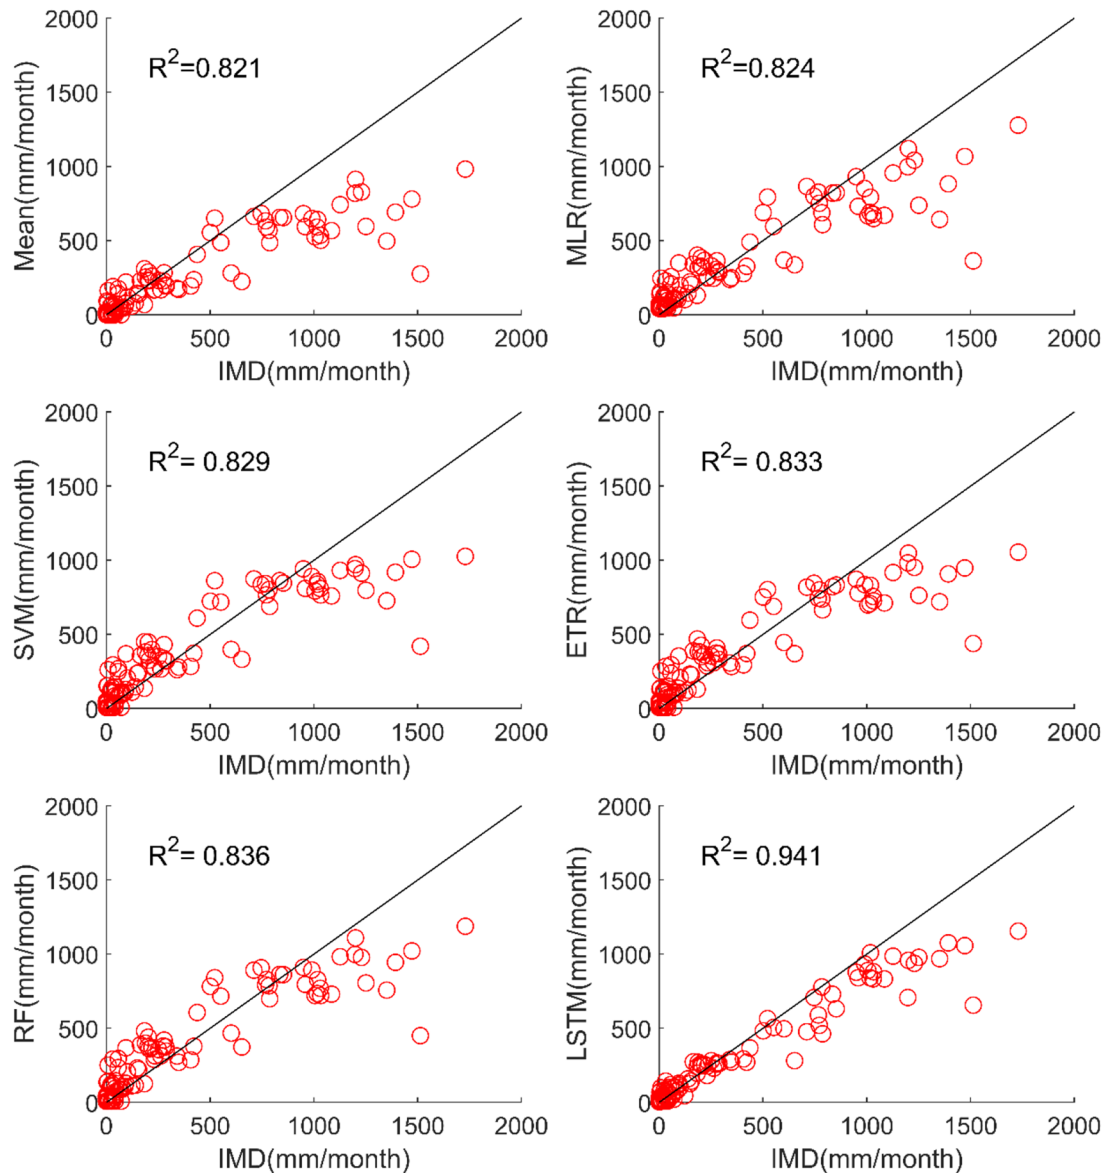 2000
1500
1000
500
0
Mean(mm/month)
R²=0.821
0 500 1000 1500 2000
IMD(mm/month)
2000
1500
1000
500
0
MLR(mm/month)
R²=0.824
0 500 1000 1500 2000
IMD(mm/month)
2000
1500
1000
500
0
SVM(mm/month)
R²= 0.829
0 500 1000 1500 2000
IMD(mm/month)
2000
1500
1000
500
0
ETR(mm/month)
R²= 0.833
0 500 1000 1500 2000
IMD(mm/month)
2000
1500
1000
500
0
RF(mm/month)
R²= 0.836
0 500 1000 1500 2000
IMD(mm/month)
2000
1500
1000
500
0
LSTM(mm/month)
R²= 0.941
0 500 1000 1500 2000
IMD(mm/month)